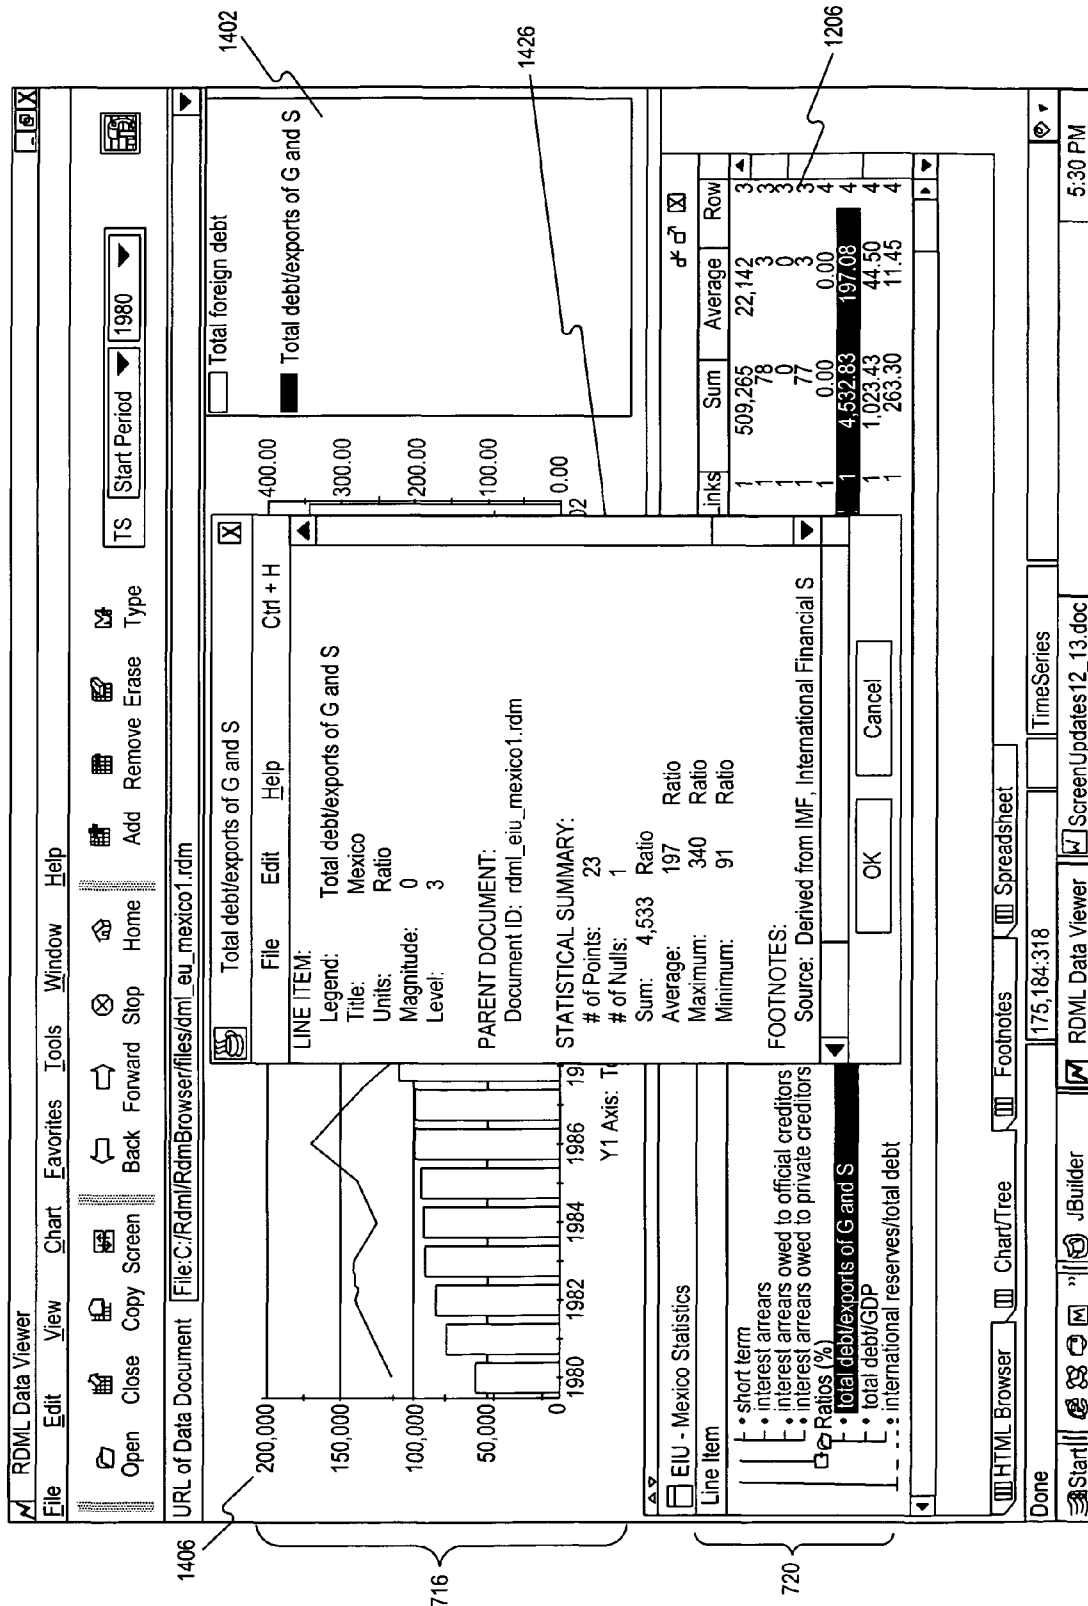 RDML Data Viewer
File Edit View Chart Favorites Tools Window Help
Open Close Copy Screen Back Forward Stop Home Add Remove Erase Type
TS Start Period 1980
URL of Data Document File:C:/Rdml/RdmBrowser/files/dml_eu_mexico1.rdm
1406
1402
716
200,000
150,000
100,000
50,000
0
1980 1982 1984 1986 19
Y1 Axis: To
400.00
300.00
200.00
100.00
0.00
02
Total foreign debt
Total debt/exports of G and S
1426
Total debt/exports of G and S
File Edit Help Ctrl + H
LINE ITEM:
Legend: Total debt/exports of G and S
Title: Mexico
Units: Ratio
Magnitude: 0
Level: 3
PARENT DOCUMENT:
Document ID: rdml_eiu_mexico1.rdm
STATISTICAL SUMMARY:
# of Points: 23
# of Nulls: 1
Sum: 4,533 Ratio
Average: 197 Ratio
Maximum: 340 Ratio
Minimum: 91 Ratio
FOOTNOTES:
Source: Derived from IMF, International Financial S
OK Cancel
720
1206
EIU - Mexico Statistics
Line Item inks Sum Average Row
short term 1 509,265 22,142 3
interest arrears 1 78 3 3
interest arrears owed to official creditors 1 0 0 3
interest arrears owed to private creditors 1 77 3 3
Ratios (%) 1 0.00 0.00 4
total debt/exports of G and S 1 4,532.83 197.08 4
total debt/GDP 1 1,023.43 44.50 4
international reserves/total debt 1 263.30 11.45 4
HTML Browser Chart/Tree Footnotes Spreadsheet
Done 175,184:318 TimeSeries
Start M " JBuilder RDML Data Viewer W ScreenUpdates12_13.doc 5:30 PM